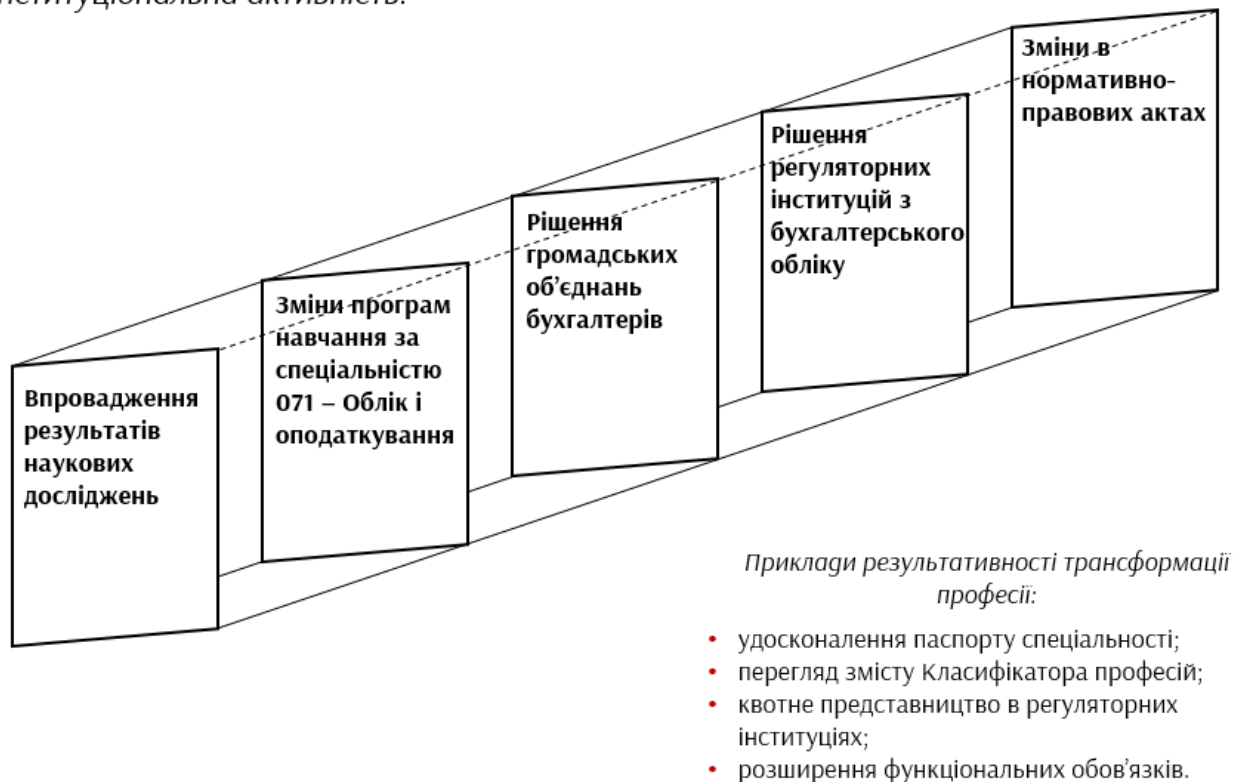 інституціональна активність:
Впровадження
результатів
наукових
досліджень
Зміни програм
навчання за
спеціальністю
071 – Облік і
оподаткування
Рішення
громадських
об’єднань
бухгалтерів
Рішення
регуляторних
інституцій з
бухгалтерського
обліку
Зміни в
нормативно-
правових актах
Приклади результативності трансформації
професії:
• удосконалення паспорту спеціальності;
• перегляд змісту Класифікатора професій;
• квотне представництво в регуляторних
інституціях;
• розширення функціональних обов’язків.